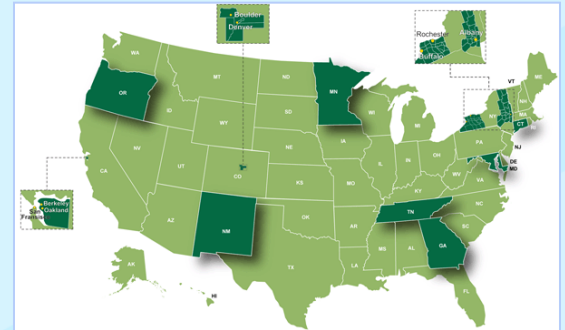 Boulder
Denver
Rochester
Albany
Buffalo
WA
MT
ND
MN
VT
ME
OR
ID
SD
WI
MI
NY
NH
MA
CT
RI
WY
IA
NE
PA
NJ
NV
UT
CO
IL
IN
OH
DE
MD
CA
KS
MO
WV
VA
KY
Berkeley
San
Oakland
AZ
NM
OK
AR
TN
NC
SC
MS
AL
GA
TX
LA
FL
AK
HI